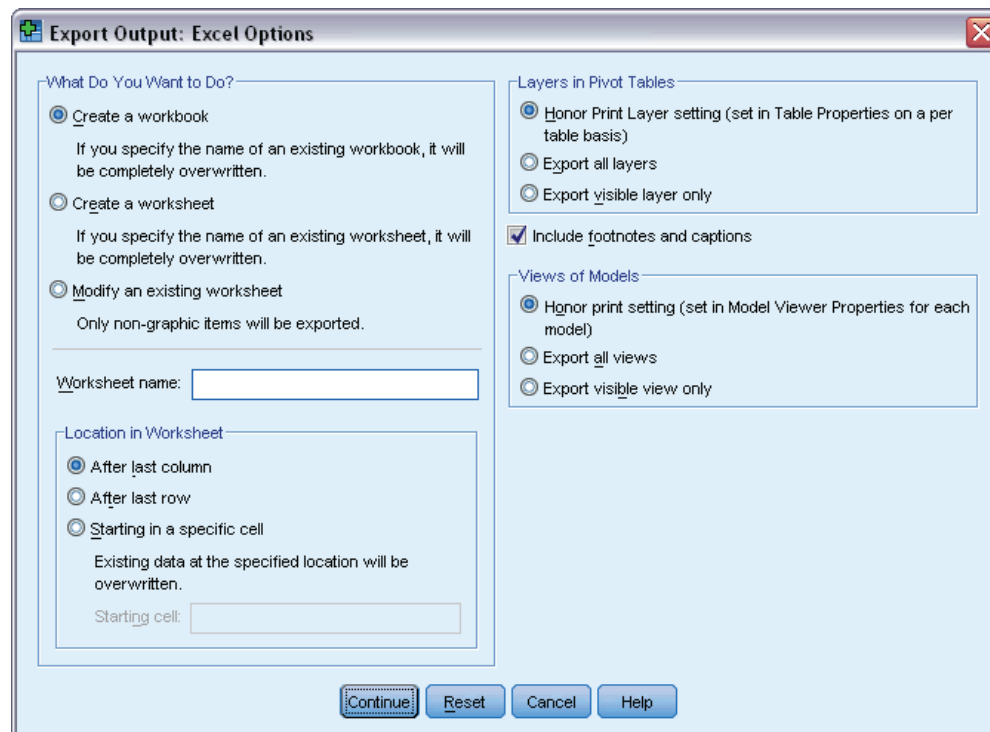 Export Output: Excel Options
What Do You Want to Do?
Create a workbook
If you specify the name of an existing workbook, it will
be completely overwritten.
Create a worksheet
If you specify the name of an existing worksheet, it will
be completely overwritten.
Modify an existing worksheet
Only non-graphic items will be exported.
Worksheet name:
Location in Worksheet
After last column
After last row
Starting in a specific cell
Existing data at the specified location will be
overwritten.
Starting cell:
Layers in Pivot Tables
Honor Print Layer setting (set in Table Properties on a per
table basis)
Export all layers
Export visible layer only
Include footnotes and captions
Views of Models
Honor print setting (set in Model Viewer Properties for each
model)
Export all views
Export visible view only
Continue
Reset
Cancel
Help